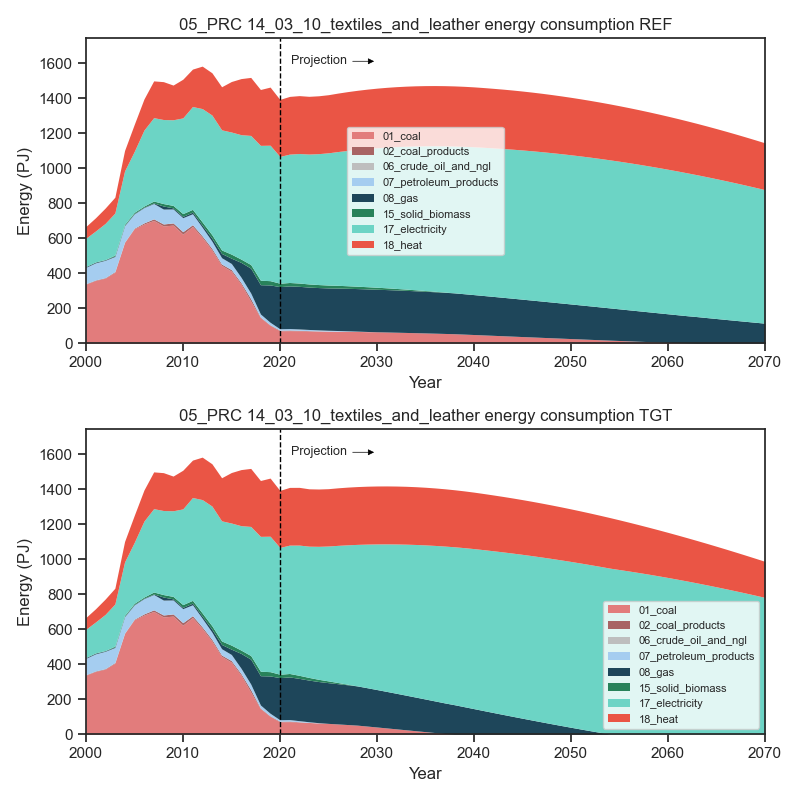 05_PRC 14_03_10_textiles_and_leather energy consumption REF
Energy (PJ)
1600
1400
1200
1000
800
600
400
200
0
Projection
01_coal
02_coal_products
06_crude_oil_and_ngl
07_petroleum_products
08_gas
15_solid_biomass
17_electricity
18_heat
2000 2010 2020 2030 2040 2050 2060 2070
Year
05_PRC 14_03_10_textiles_and_leather energy consumption TGT
Energy (PJ)
1600
1400
1200
1000
800
600
400
200
0
Projection
01_coal
02_coal_products
06_crude_oil_and_ngl
07_petroleum_products
08_gas
15_solid_biomass
17_electricity
18_heat
2000 2010 2020 2030 2040 2050 2060 2070
Year